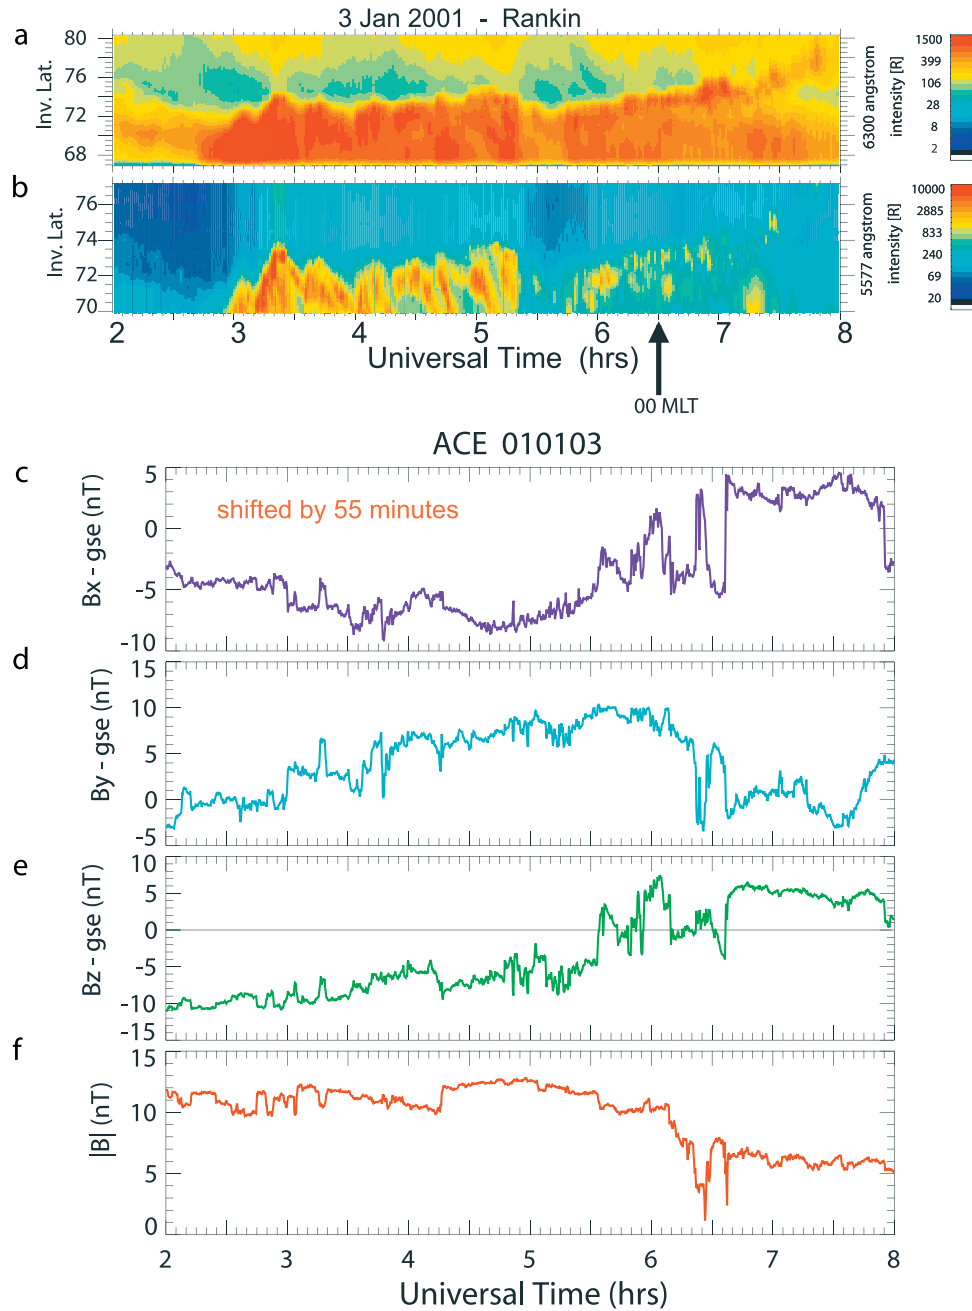 3 Jan 2001 - Rankin
a
80
76
72
68
Inv. Lat.
6300 angstrom
intensity [R]
1500
399
106
28
8
2
b
76
74
72
70
Inv. Lat.
5577 angstrom
intensity [R]
10000
2885
833
240
69
20
2 3 4 5 6 7 8
Universal Time (hrs)
00 MLT
ACE 010103
c
5
0
-5
-10
Bx - gse (nT)
shifted by 55 minutes
d
15
10
5
0
-5
By - gse (nT)
e
10
5
0
-5
-10
-15
Bz - gse (nT)
f
15
10
5
0
|B| (nT)
2 3 4 5 6 7 8
Universal Time (hrs)